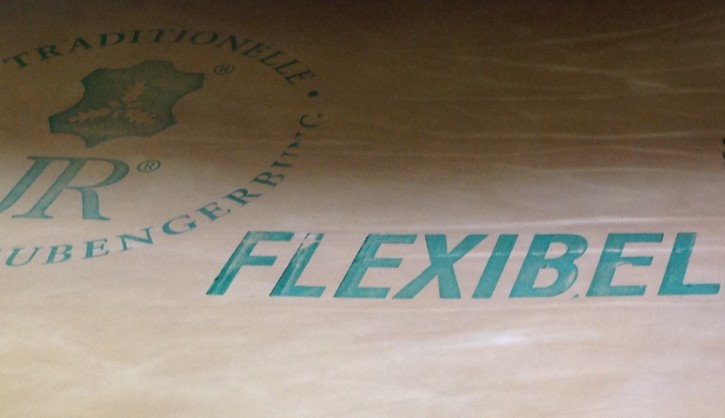 TRADITIONELLE •
®
JR®
UBENGERBUNG
FLEXIBEL